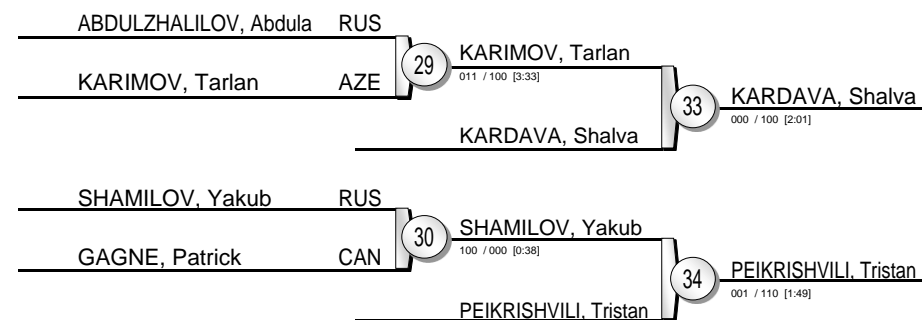 ABDULZHALILOV, Abdula RUS
KARIMOV, Tarlan AZE
29
KARIMOV, Tarlan
011 / 100 [3:33]
KARDAVA, Shalva
33
KARDAVA, Shalva
000 / 100 [2:01]
SHAMILOV, Yakub RUS
GAGNE, Patrick CAN
30
SHAMILOV, Yakub
100 / 000 [0:38]
PEIKRISHVILI, Tristan
34
PEIKRISHVILI, Tristan
001 / 110 [1:49]